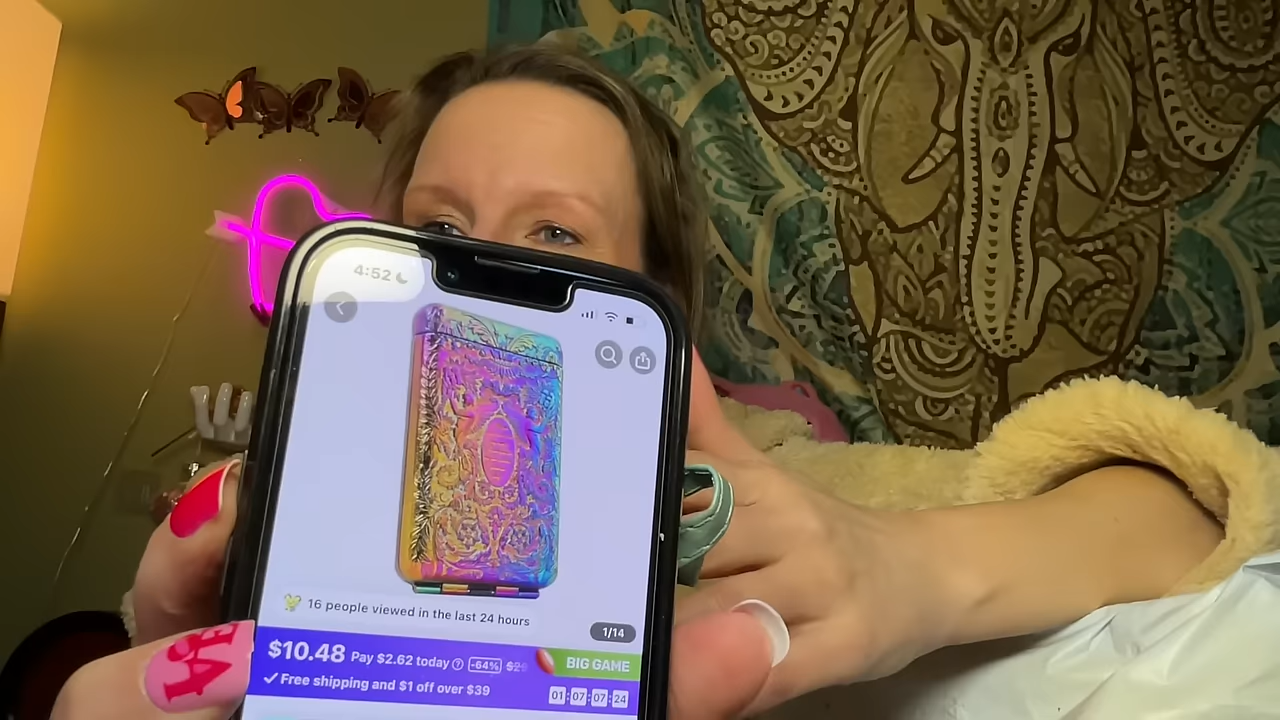 4:52
16 people viewed in the last 24 hours
1/14
$10.48 Pay $2.62 today -64%
BIG GAME
Free shipping and $1 off over $39
01:07:07:24